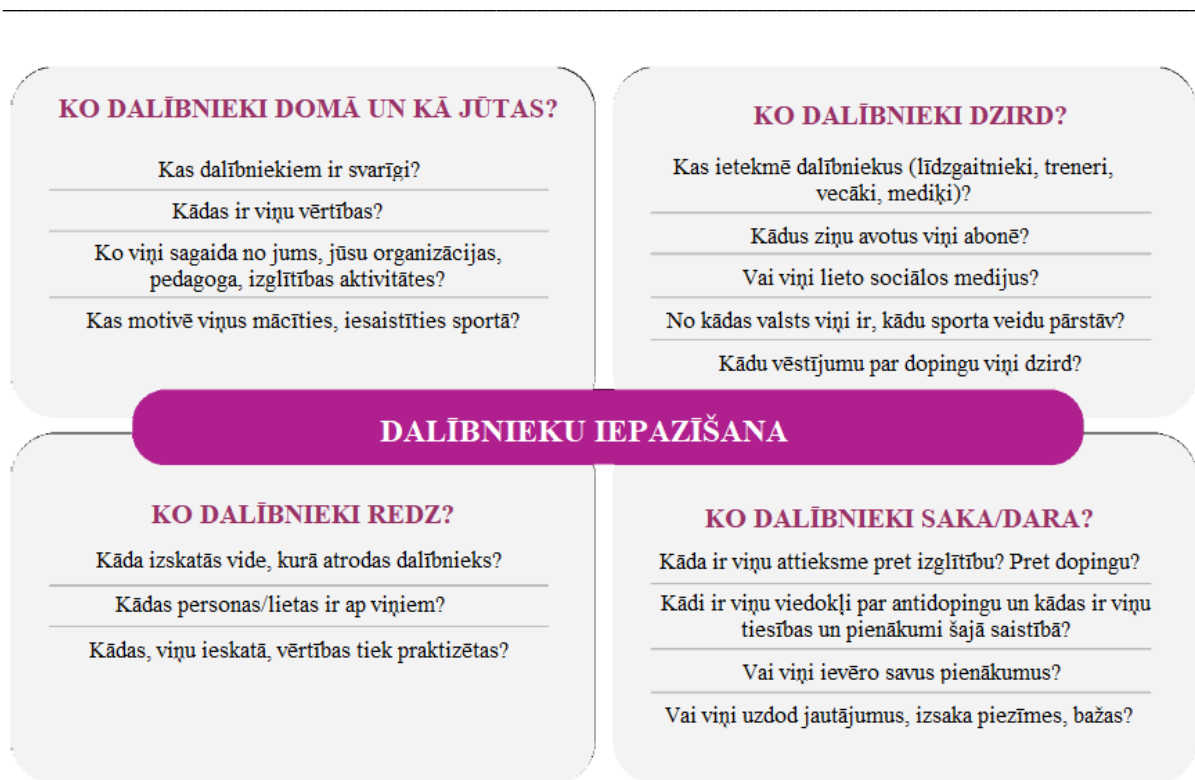 KO DALĪBNIEKI DOMĀ UN KĀ JŪTAS?
Kas dalībniekiem ir svarīgi?
Kādas ir viņu vērtības?
Ko viņi sagaida no jums, jūsu organizācijas,
pedagoga, izglītības aktivitātes?
Kas motivē viņus mācīties, iesaistīties sportā?
KO DALĪBNIEKI DZIRD?
Kas ietekmē dalībniekus (līdzgaitnieki, treneri,
vecāki, mediķi)?
Kādus ziņu avotus viņi abonē?
Vai viņi lieto sociālos medijus?
No kādas valsts viņi ir, kādu sporta veidu pārstāv?
Kādu vēstījumu par dopingu viņi dzird?
DALĪBNIEKU IEPAZĪŠANA
KO DALĪBNIEKI REDZ?
Kāda izskatās vide, kurā atrodas dalībnieks?
Kādas personas/lietas ir ap viņiem?
Kādas, viņu ieskatā, vērtības tiek praktizētas?
KO DALĪBNIEKI SAKA/DARA?
Kāda ir viņu attieksme pret izglītību? Pret dopingu?
Kādi ir viņu viedokļi par antidopingu un kādas ir viņu
tiesības un pienākumi šajā saistībā?
Vai viņi ievēro savus pienākumus?
Vai viņi uzdod jautājumus, izsaka piezīmes, bažas?